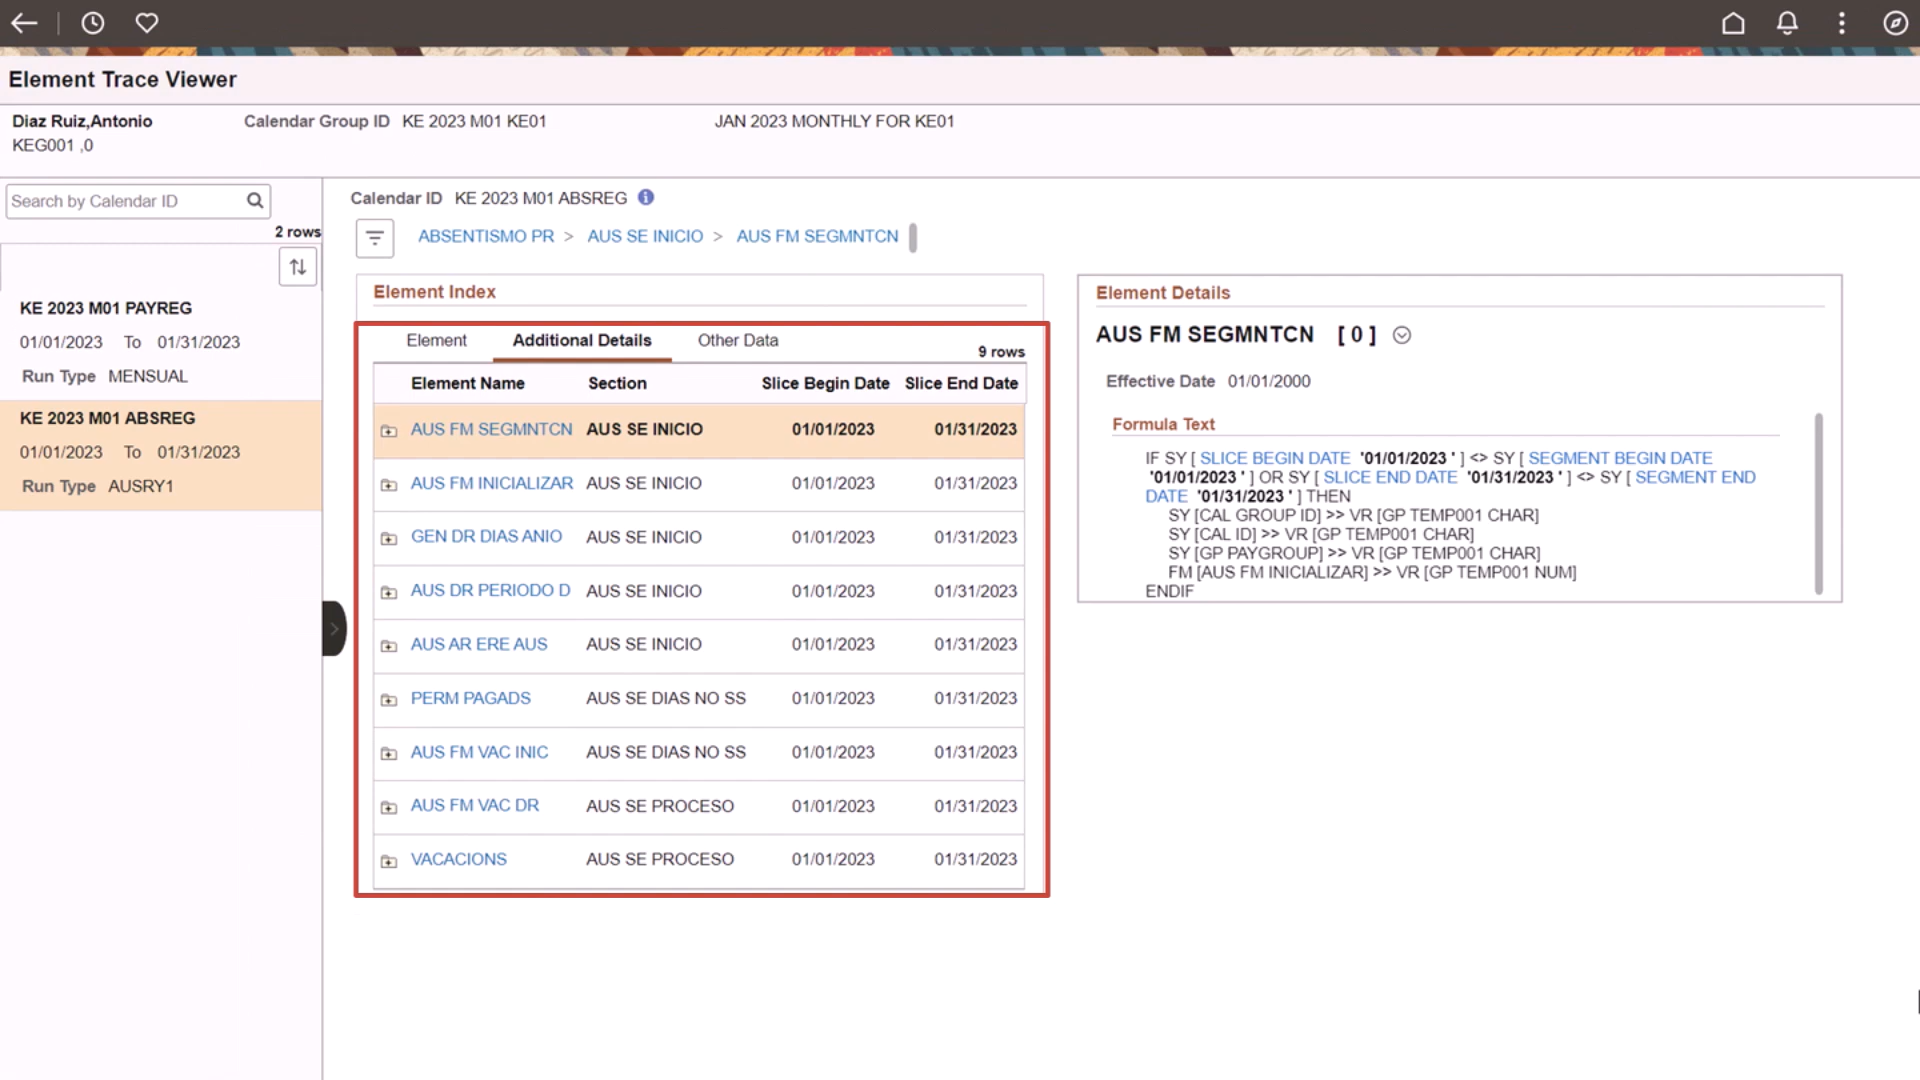 Element Trace Viewer
Diaz Ruiz,Antonio
Calendar Group ID KE 2023 M01 KE01
JAN 2023 MONTHLY FOR KE01
KEG001 ,0
Search by Calendar ID
2 rows
KE 2023 M01 PAYREG
01/01/2023 To 01/31/2023
Run Type MENSUAL
KE 2023 M01 ABSREG
01/01/2023 To 01/31/2023
Run Type AUSRY1
Calendar ID KE 2023 M01 ABSREG
ABSENTISMO PR > AUS SE INICIO > AUS FM SEGMNTCN
Element Index
Element Additional Details Other Data
9 rows
Element Name Section Slice Begin Date Slice End Date
AUS FM SEGMNTCN AUS SE INICIO 01/01/2023 01/31/2023
AUS FM INICIALIZAR AUS SE INICIO 01/01/2023 01/31/2023
GEN DR DIAS ANIO AUS SE INICIO 01/01/2023 01/31/2023
AUS DR PERIODO D AUS SE INICIO 01/01/2023 01/31/2023
AUS AR ERE AUS AUS SE INICIO 01/01/2023 01/31/2023
PERM PAGADS AUS SE DIAS NO SS 01/01/2023 01/31/2023
AUS FM VAC INIC AUS SE DIAS NO SS 01/01/2023 01/31/2023
AUS FM VAC DR AUS SE PROCESO 01/01/2023 01/31/2023
VACACIONS AUS SE PROCESO 01/01/2023 01/31/2023
Element Details
AUS FM SEGMNTCN [ 0 ]
Effective Date 01/01/2000
Formula Text
IF SY [ SLICE BEGIN DATE '01/01/2023 ' ] <> SY [ SEGMENT BEGIN DATE
'01/01/2023 ' ] OR SY [ SLICE END DATE '01/31/2023 ' ] <> SY [ SEGMENT END
DATE '01/31/2023 ' ] THEN
SY [CAL GROUP ID] >> VR [GP TEMP001 CHAR]
SY [CAL ID] >> VR [GP TEMP001 CHAR]
SY [GP PAYGROUP] >> VR [GP TEMP001 CHAR]
FM [AUS FM INICIALIZAR] >> VR [GP TEMP001 NUM]
ENDIF